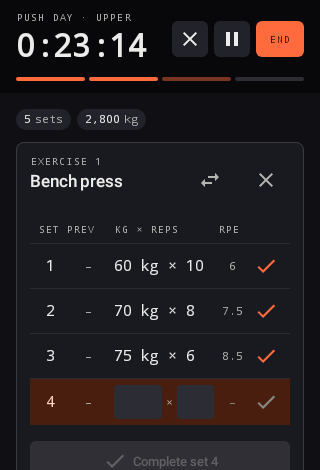 PUSH DAY · UPPER
0:23:14
END
5 sets 2,800 kg
EXERCISE 1
Bench press
SET PREV KG × REPS RPE
1 – 60 kg × 10 6
2 – 70 kg × 8 7.5
3 – 75 kg × 6 8.5
4 – × –
Complete set 4